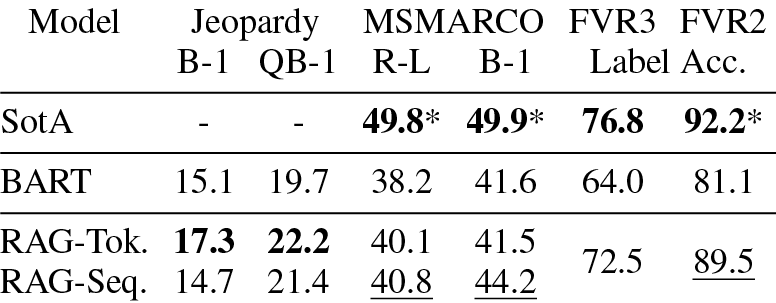 Model Jeopardy MSMARCO FVR3 FVR2
B-1 QB-1 R-L B-1 Label Acc.
SotA - - 49.8* 49.9* 76.8 92.2*
BART 15.1 19.7 38.2 41.6 64.0 81.1
RAG-Tok. 17.3 22.2 40.1 41.5
72.5 89.5
RAG-Seq. 14.7 21.4 40.8 44.2